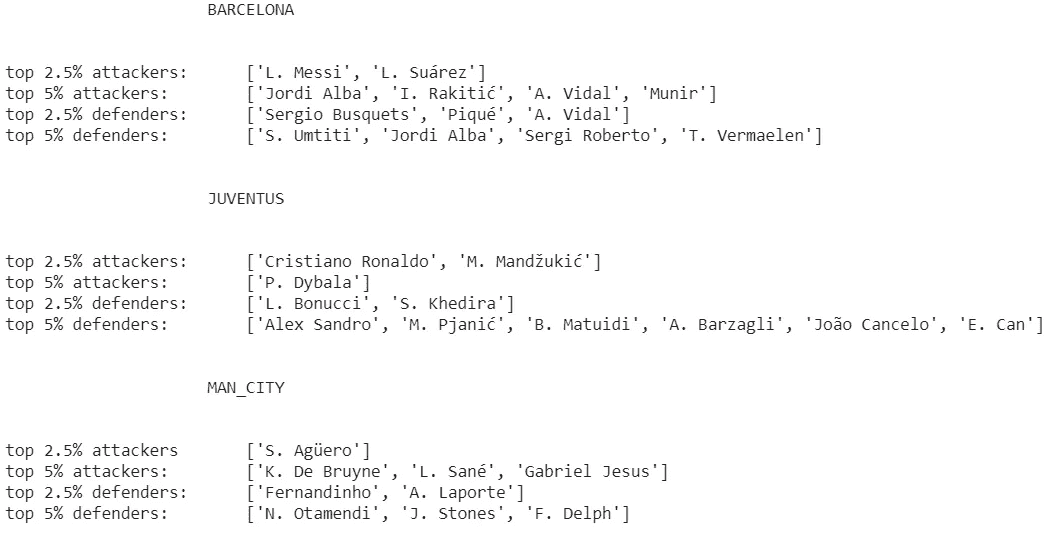 BARCELONA
top 2.5% attackers: ['L. Messi', 'L. Suárez']
top 5% attackers: ['Jordi Alba', 'I. Rakitić', 'A. Vidal', 'Munir']
top 2.5% defenders: ['Sergio Busquets', 'Piqué', 'A. Vidal']
top 5% defenders: ['S. Umtiti', 'Jordi Alba', 'Sergi Roberto', 'T. Vermaelen']
JUVENTUS
top 2.5% attackers: ['Cristiano Ronaldo', 'M. Mandžukić']
top 5% attackers: ['P. Dybala']
top 2.5% defenders: ['L. Bonucci', 'S. Khedira']
top 5% defenders: ['Alex Sandro', 'M. Pjanić', 'B. Matuidi', 'A. Barzagli', 'João Cancelo', 'E. Can']
MAN_CITY
top 2.5% attackers ['S. Agüero']
top 5% attackers: ['K. De Bruyne', 'L. Sané', 'Gabriel Jesus']
top 2.5% defenders: ['Fernandinho', 'A. Laporte']
top 5% defenders: ['N. Otamendi', 'J. Stones', 'F. Delph']